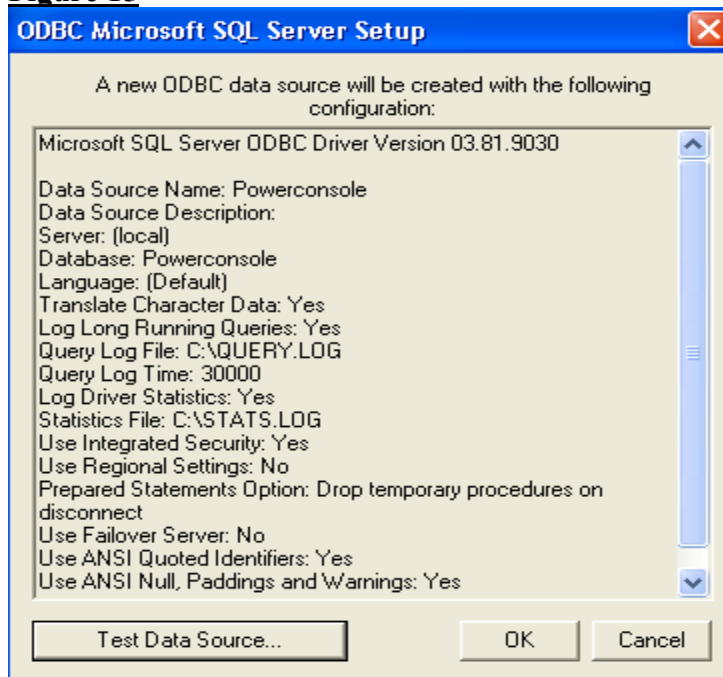 Figure 13
ODBC Microsoft SQL Server Setup
A new ODBC data source will be created with the following
configuration:
Microsoft SQL Server ODBC Driver Version 03.81.9030
Data Source Name: Powerconsole
Data Source Description:
Server: (local)
Database: Powerconsole
Language: (Default)
Translate Character Data: Yes
Log Long Running Queries: Yes
Query Log File: C:\QUERY.LOG
Query Log Time: 30000
Log Driver Statistics: Yes
Statistics File: C:\STATS.LOG
Use Integrated Security: Yes
Use Regional Settings: No
Prepared Statements Option: Drop temporary procedures on
disconnect
Use Failover Server: No
Use ANSI Quoted Identifiers: Yes
Use ANSI Null, Paddings and Warnings: Yes
Test Data Source...
OK
Cancel